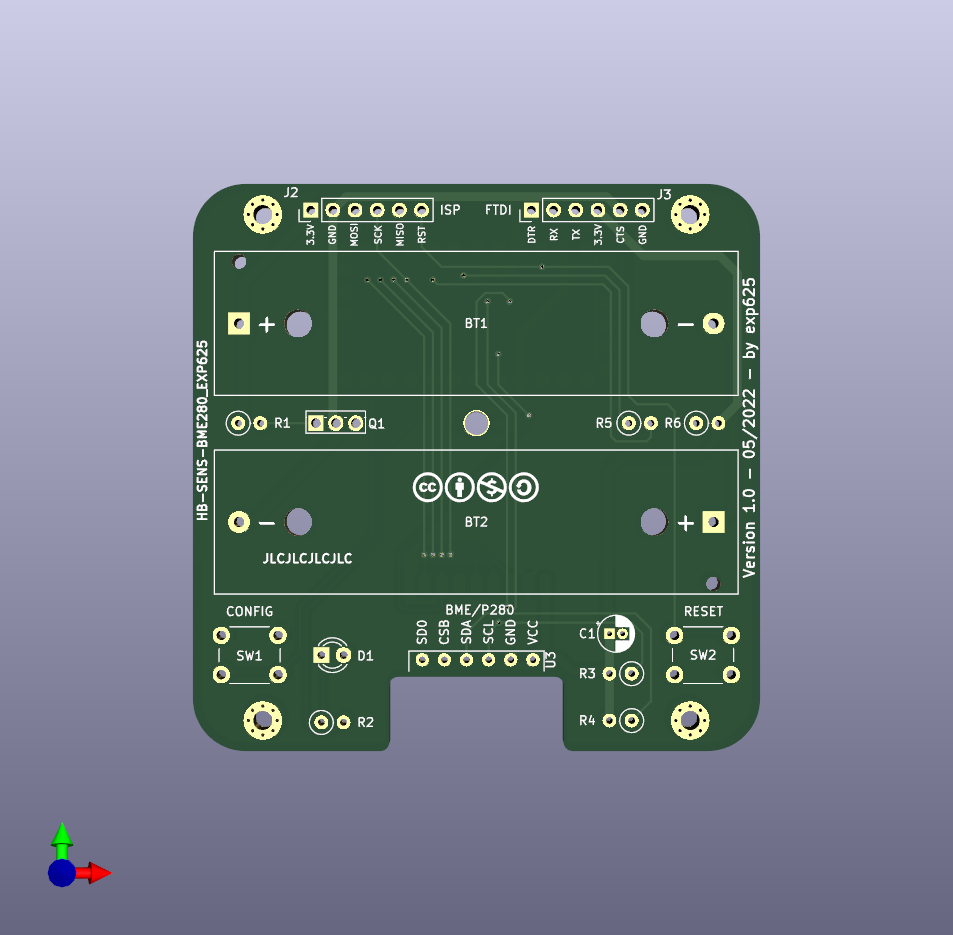 J2
J3
ISP
FTDI
3.3V
GND
MOSI
SCK
MISO
RST
DTR
RX
TX
3.3V
CTS
GND
+
BT1
−
HB-SENS-BME280_EXP625
Version 1.0 - 05/2022 - by exp625
R1
Q1
R5
R6
cc
−
BT2
+
JLCJLCJLCJLC
CONFIG
BME/P280
RESET
SDO
CSB
SDA
SCL
GND
VCC
SW1
D1
U3
C1
+
SW2
R3
R2
R4